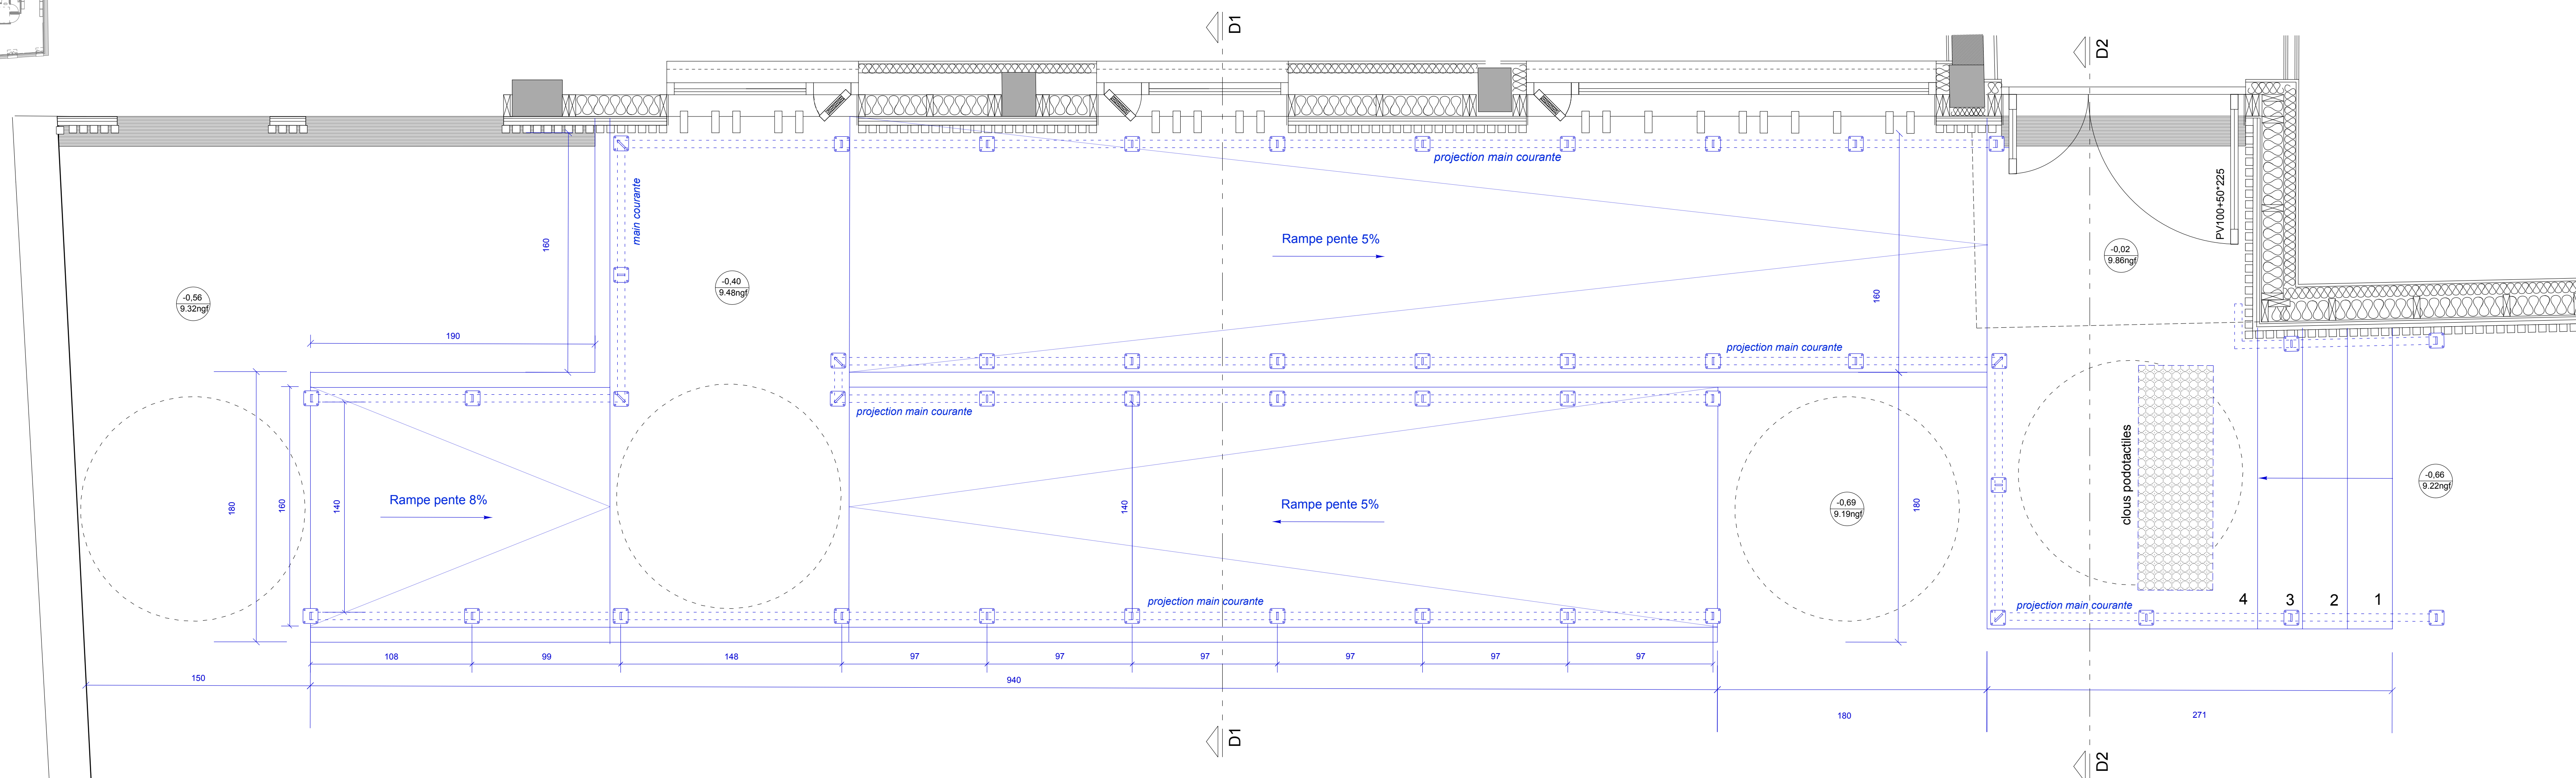 D1
D2
projection main courante
main courante
160
PV100+50*225
Rampe pente 5%
-0,02
9.86ngf
-0,56
9.32ngf
-0,40
9.48ngf
160
190
projection main courante
projection main courante
clous podotactiles
-0,66
9.22ngf
180
160
140
Rampe pente 8%
140
Rampe pente 5%
-0,69
9.19ngf
180
projection main courante
projection main courante
4
3
2
1
108
99
148
97
97
97
97
97
97
150
940
180
271
D1
D2